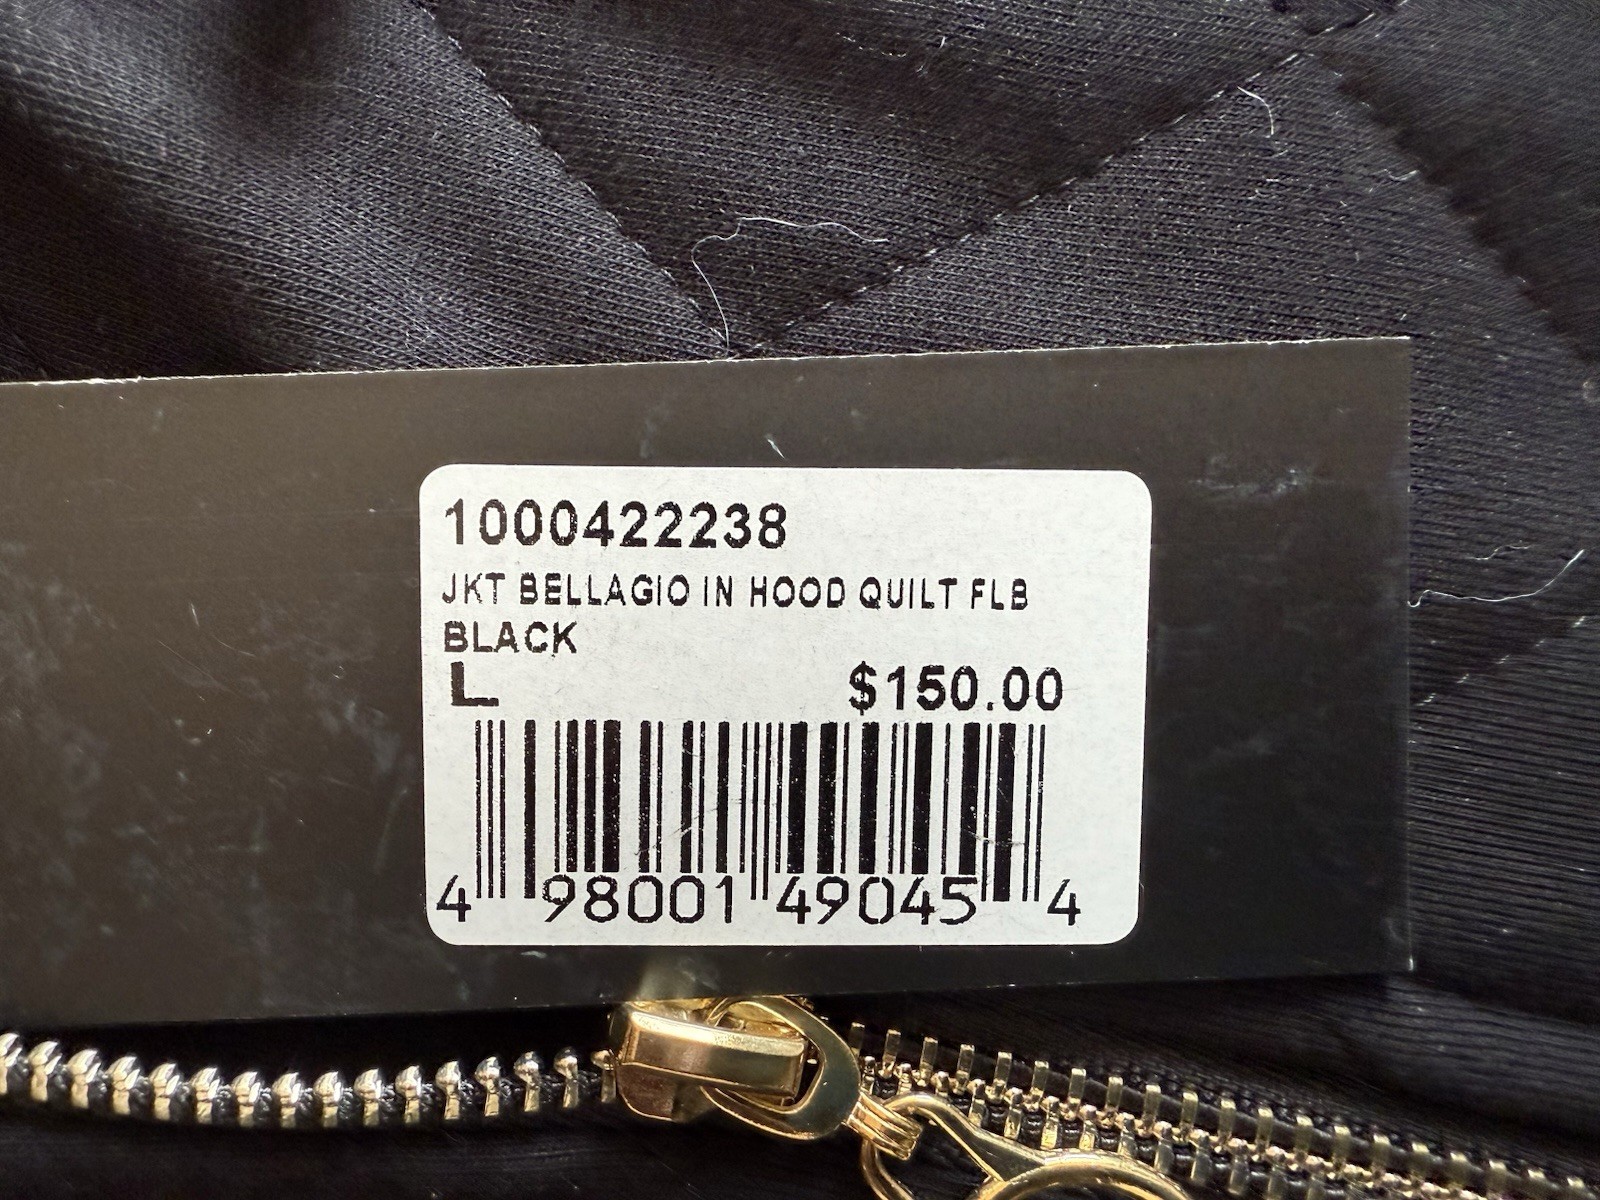 1000422238
JKT BELLAGIO IN HOOD QUILT FLB
BLACK
L $150.00
4 98001 49045 4